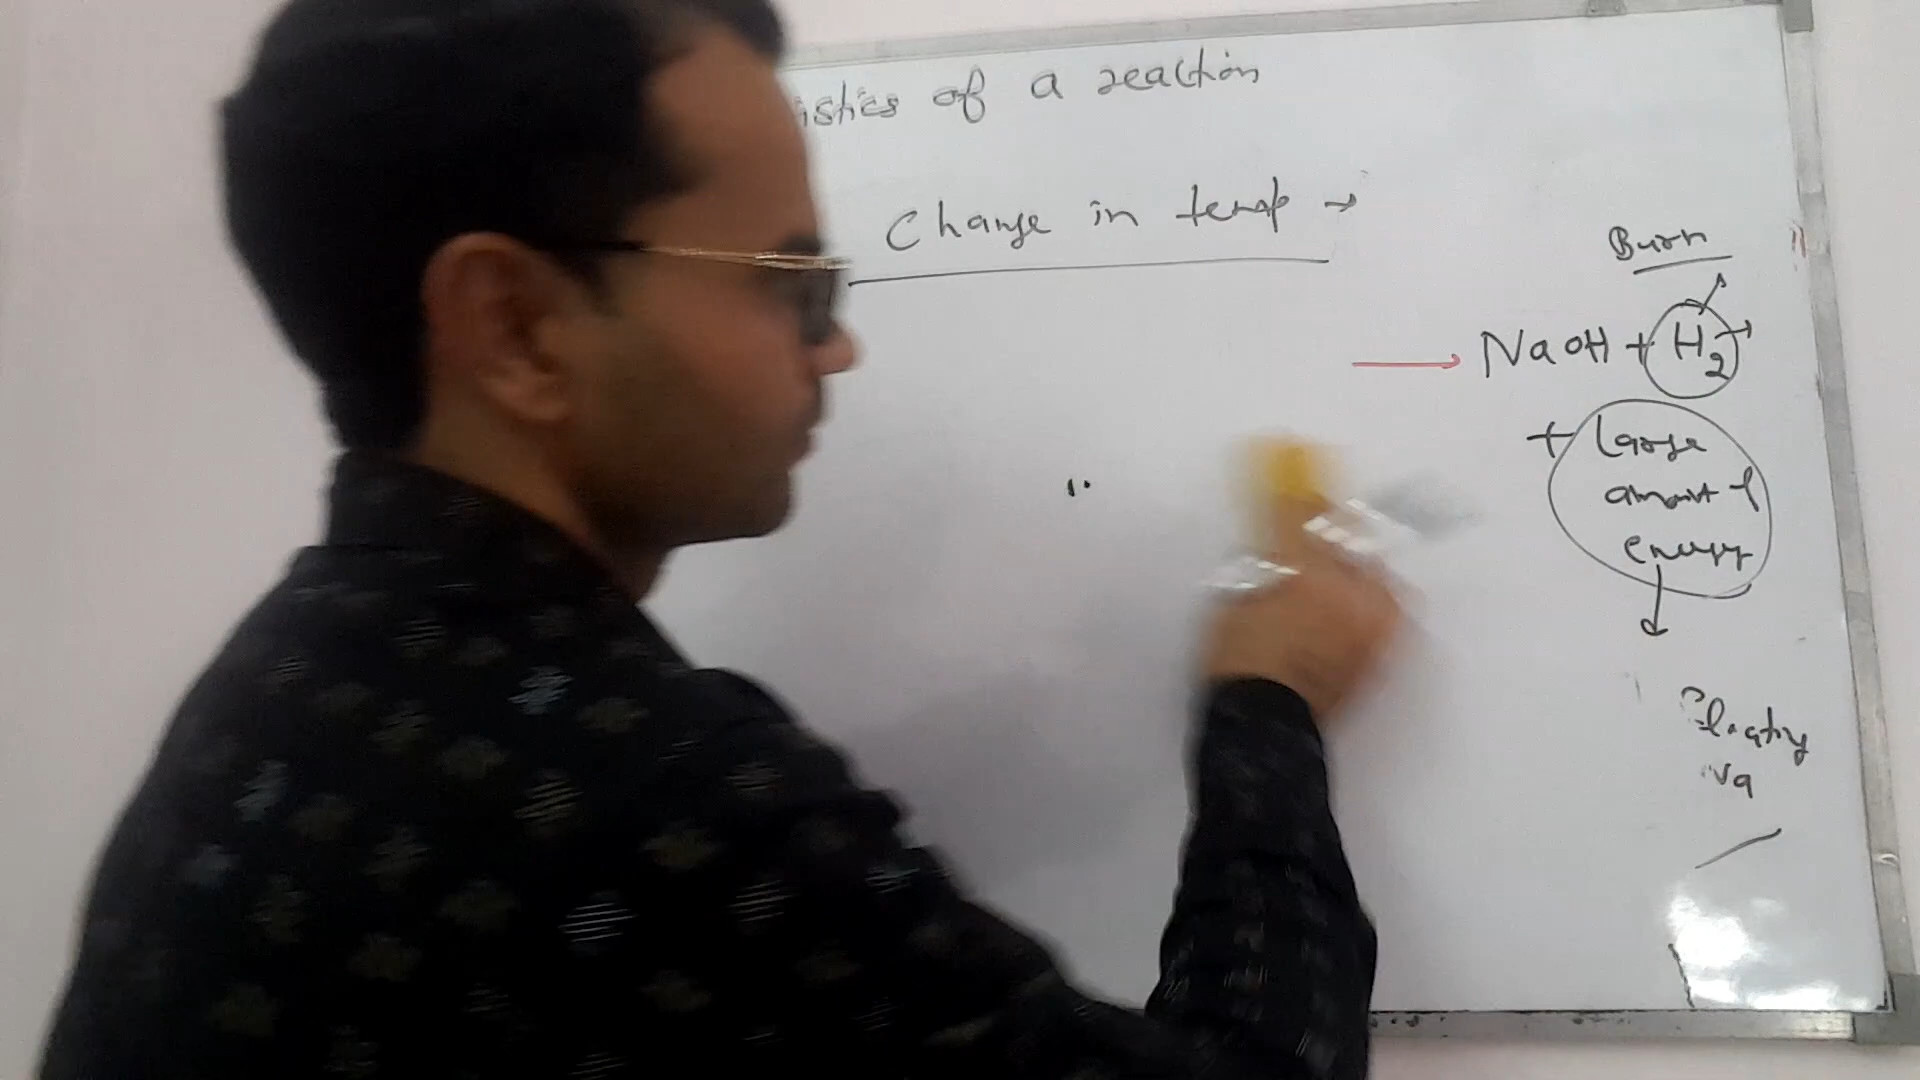 istics of a reaction
Change in temp →
Burn
→ NaOH + H2
+ Large
amount of
energy